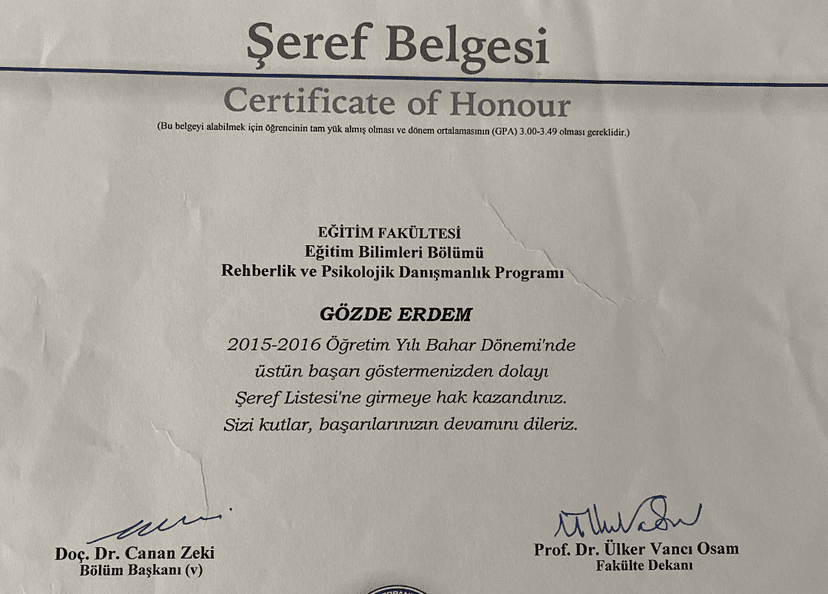 Şeref Belgesi
Certificate of Honour
(Bu belgeyi alabilmek için öğrencinin tam yük almış olması ve dönem ortalamasının (GPA) 3.00-3.49 olması gereklidir.)
EĞİTİM FAKÜLTESİ
Eğitim Bilimleri Bölümü
Rehberlik ve Psikolojik Danışmanlık Programı
GÖZDE ERDEM
2015-2016 Öğretim Yılı Bahar Dönemi'nde
üstün başarı göstermenizden dolayı
Şeref Listesi'ne girmeye hak kazandınız.
Sizi kutlar, başarılarınızın devamını dileriz.
Doç. Dr. Canan Zeki
Bölüm Başkanı (v)
Prof. Dr. Ülker Vancı Osam
Fakülte Dekanı